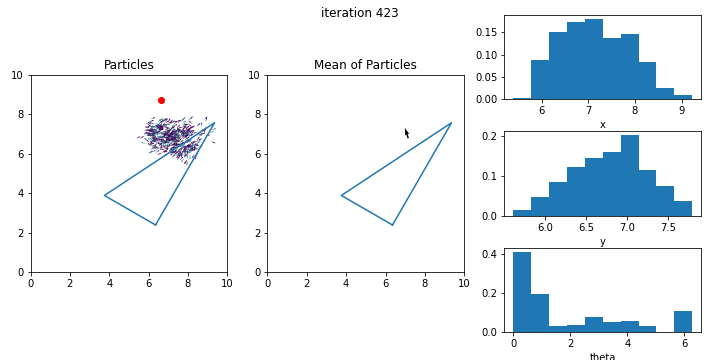 iteration 423
Particles
10
8
6
4
2
0
0 2 4 6 8 10
Mean of Particles
10
8
6
4
2
0
0 2 4 6 8 10
0.15
0.10
0.05
0.00
6 7 8 9
x
0.2
0.1
0.0
6.0 6.5 7.0 7.5
y
0.4
0.2
0.0
0 2 4 6
theta